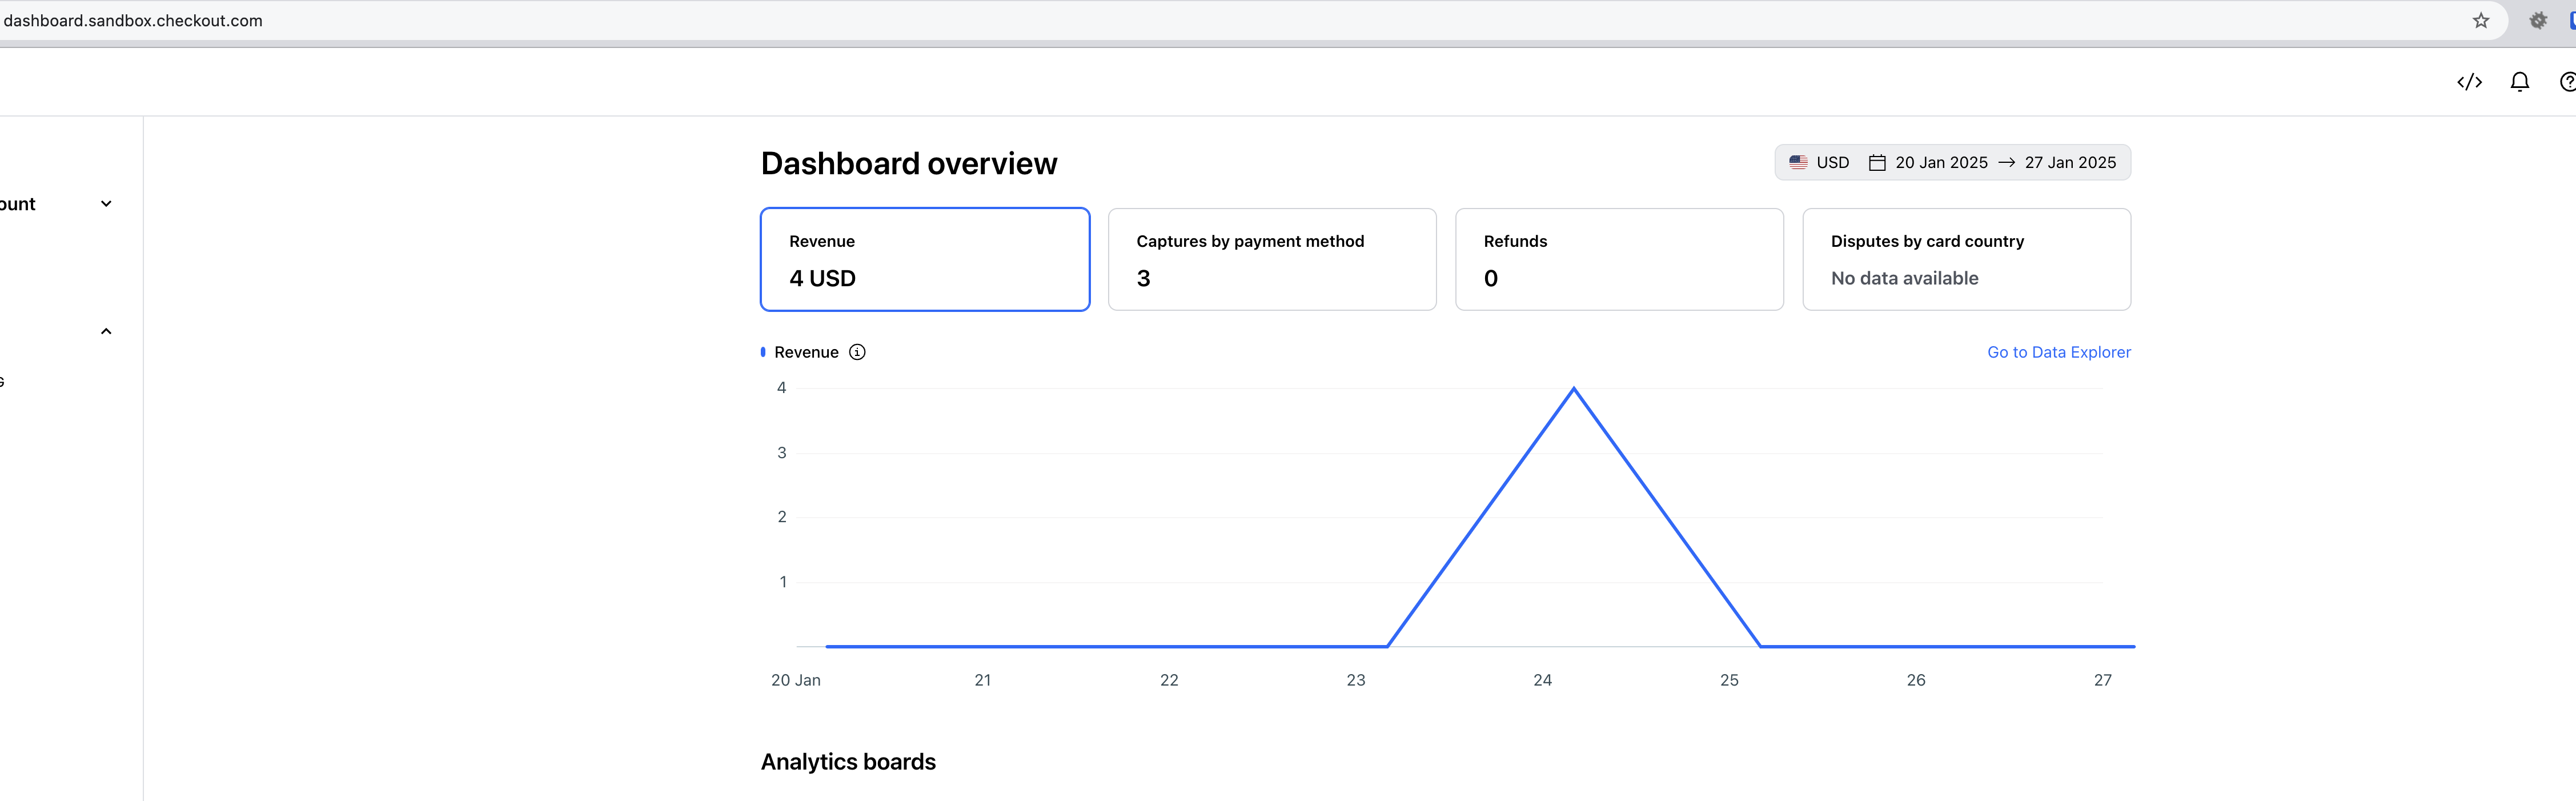 dashboard.sandbox.checkout.com
ount
Dashboard overview
USD 20 Jan 2025 → 27 Jan 2025
Revenue
4 USD
Captures by payment method
3
Refunds
0
Disputes by card country
No data available
Revenue
Go to Data Explorer
4
3
2
1
20 Jan 21 22 23 24 25 26 27
Analytics boards